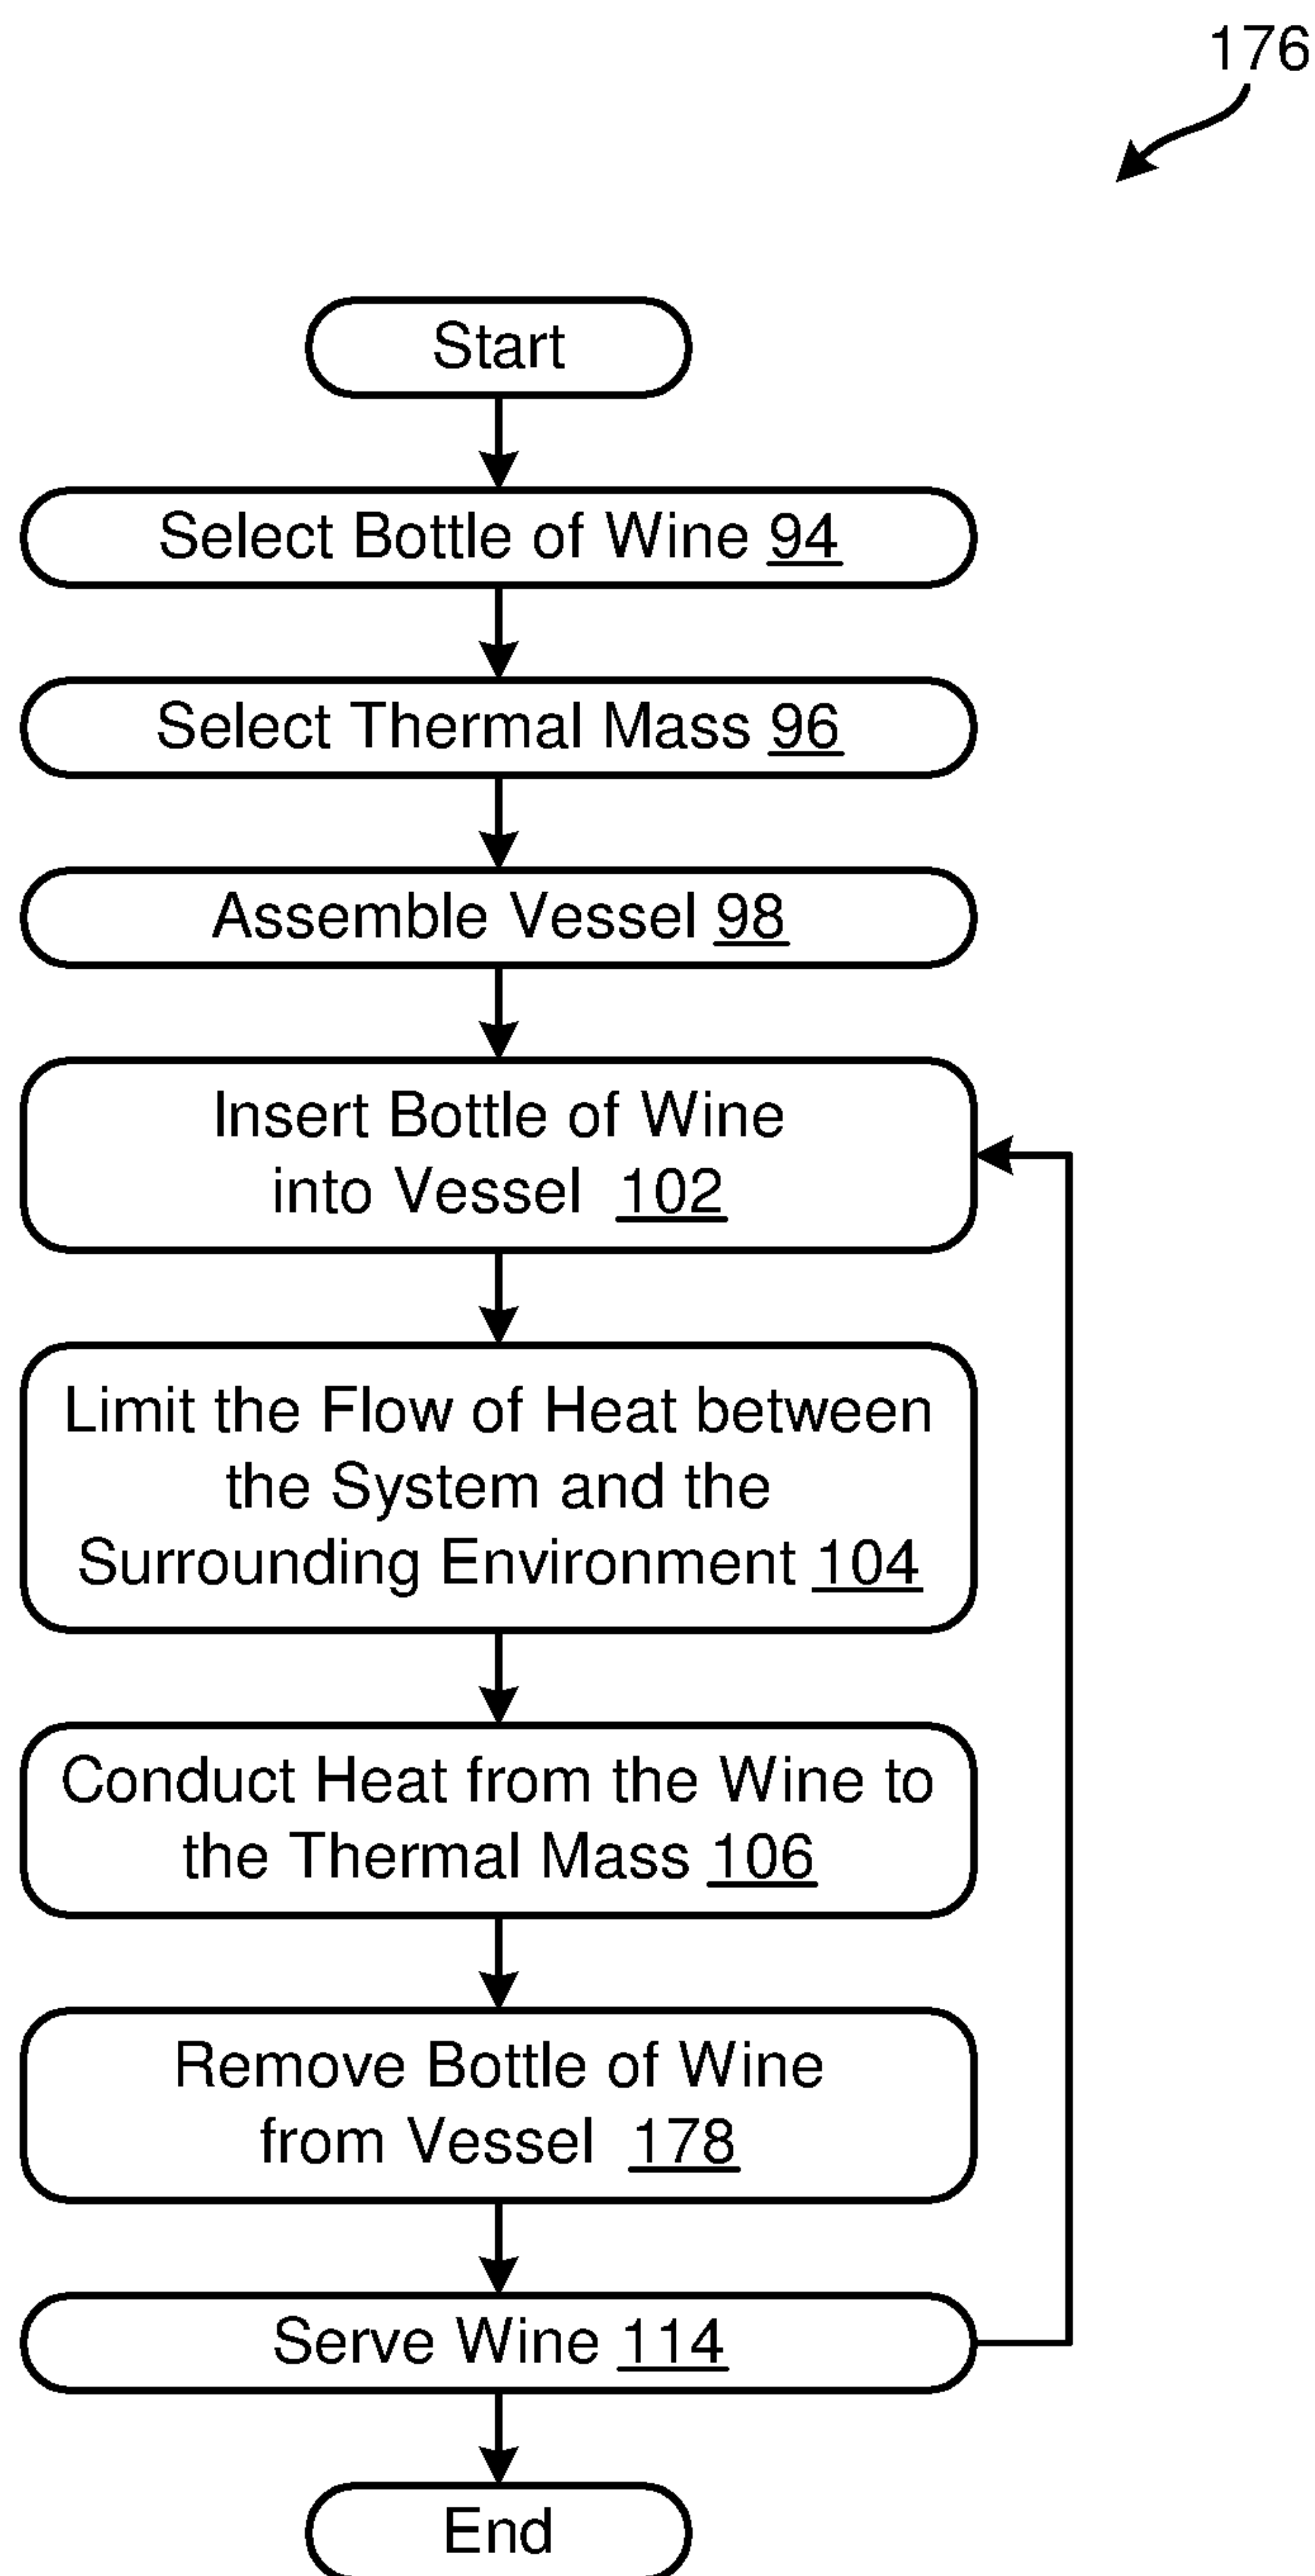 176
Start
Select Bottle of Wine 94
Select Thermal Mass 96
Assemble Vessel 98
Insert Bottle of Wine
into Vessel 102
Limit the Flow of Heat between
the System and the
Surrounding Environment 104
Conduct Heat from the Wine to
the Thermal Mass 106
Remove Bottle of Wine
from Vessel 178
Serve Wine 114
End